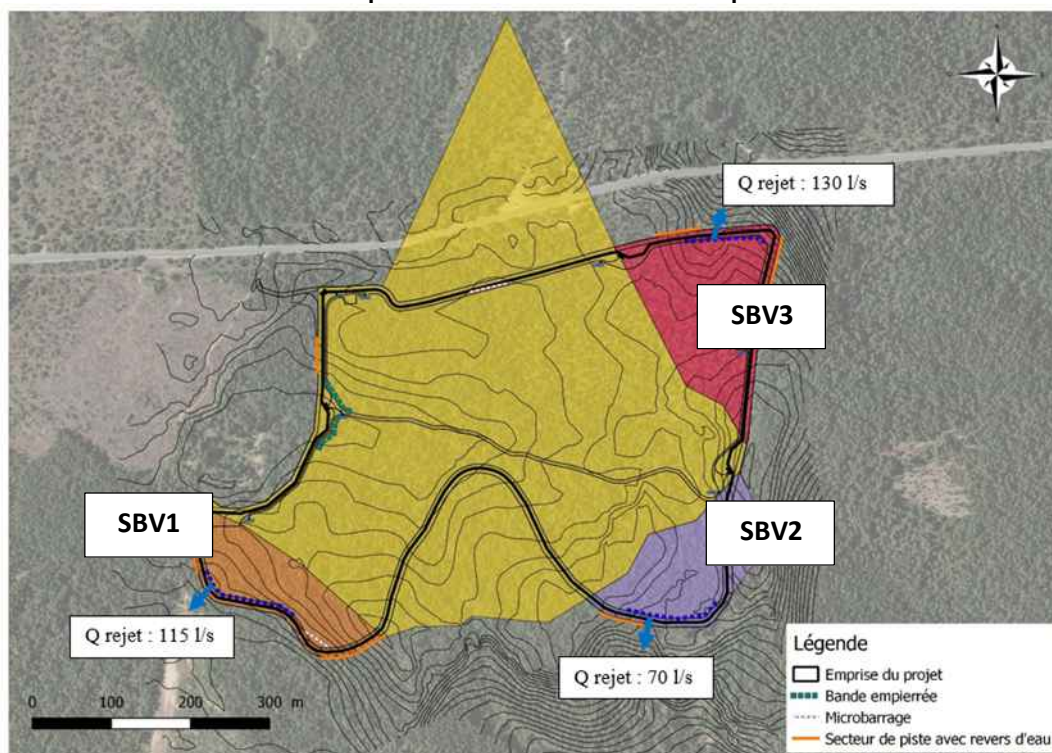 Q rejet : 130 l/s
SBV3
SBV1
SBV2
Q rejet : 115 l/s
Q rejet : 70 l/s
Légende
Emprise du projet
Bande empierrée
Microbarrage
Secteur de piste avec revers d'eau
0 100 200 300 m